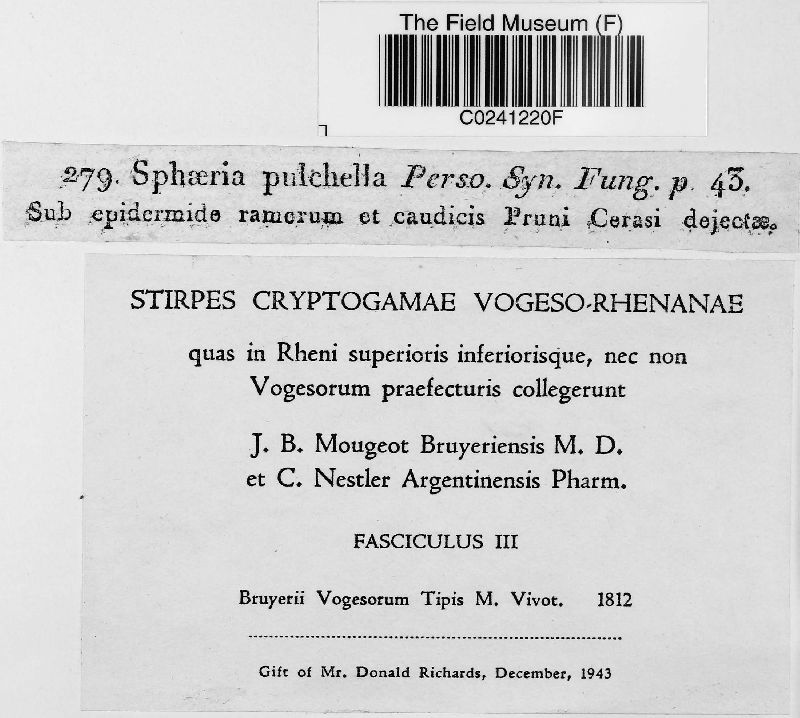 The Field Museum (F)
C0241220F
279. Sphæria pulchella Perso. Syn. Fung. p. 43.
Sub epidermide ramorum et caudicis Pruni Cerasi dejectæ.
STIRPES CRYPTOGAMAE VOGESO-RHENANAE
quas in Rheni superioris inferiorisque, nec non
Vogesorum praefecturis collegerunt
J. B. Mougeot Bruyeriensis M. D.
et C. Nestler Argentinensis Pharm.
FASCICULUS III
Bruyerii Vogesorum Tipis M. Vivot. 1812
Gift of Mr. Donald Richards, December, 1943